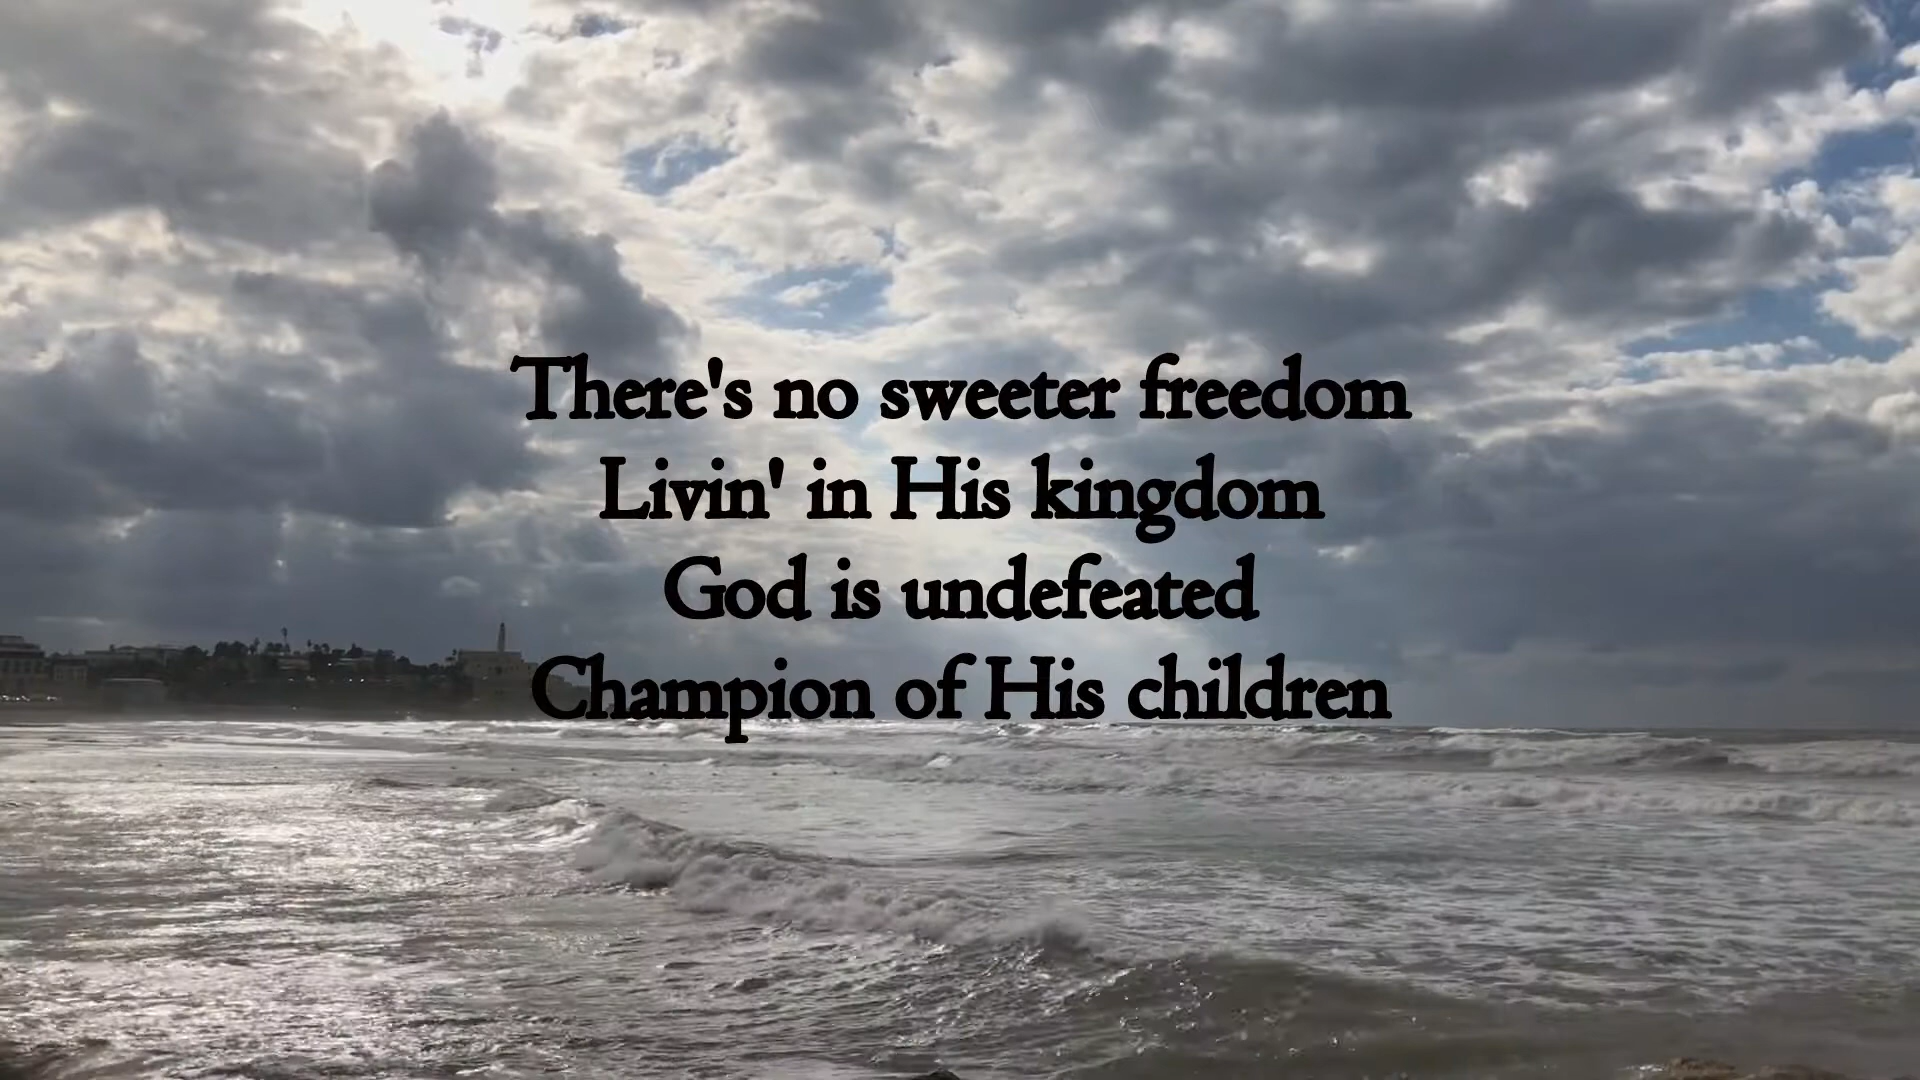 There's no sweeter freedom
Livin' in His kingdom
God is undefeated
Champion of His children